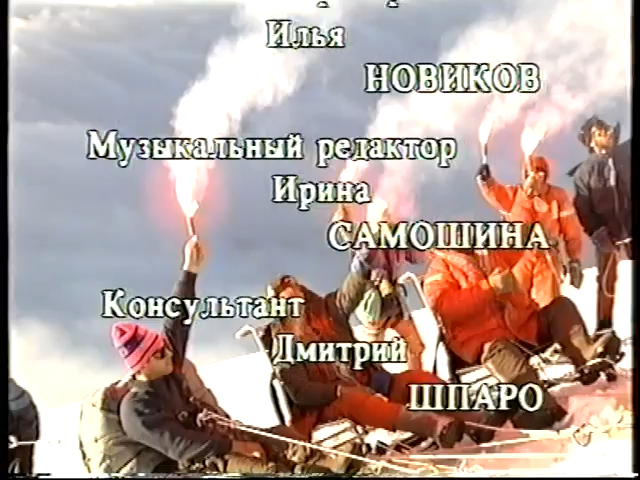 Илья
НОВИКОВ
Музыкальный редактор
Ирина
САМОШИНА
Консультант
Дмитрий
ШПАРО